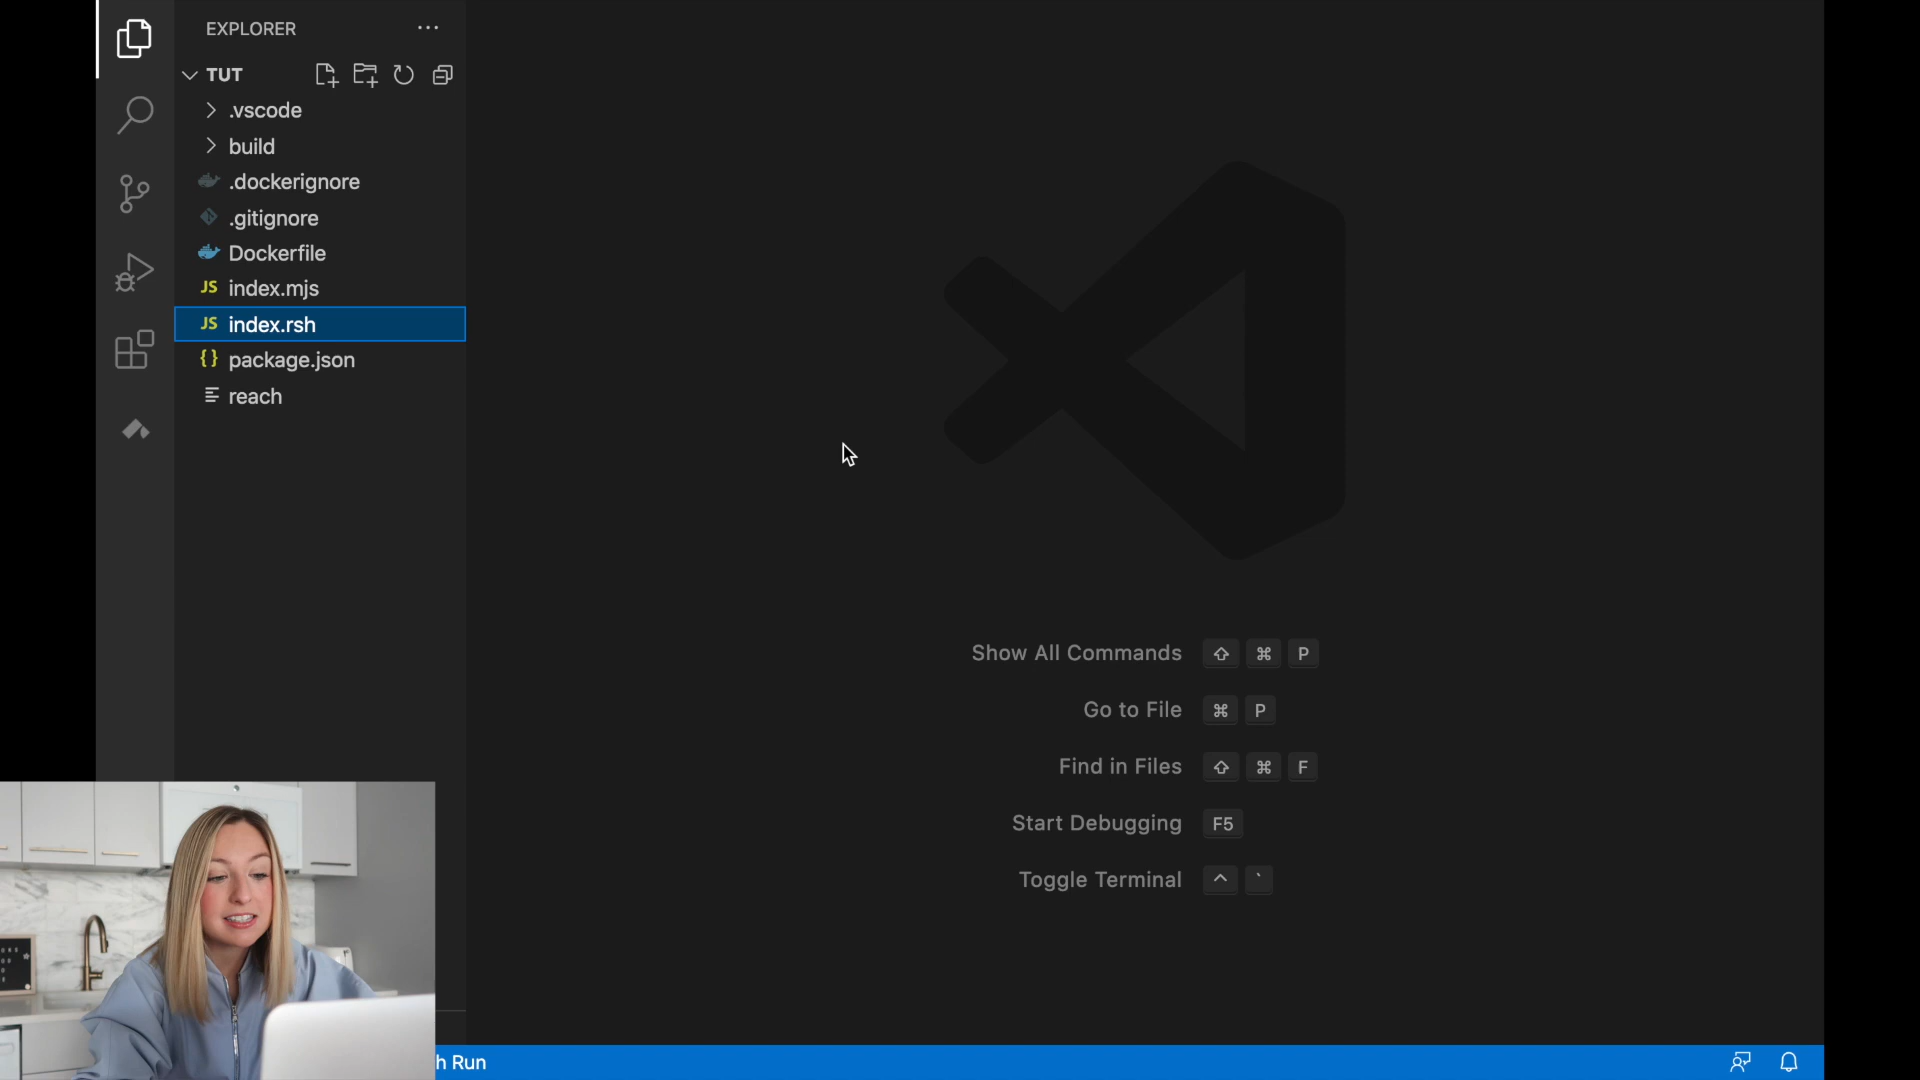 EXPLORER
TUT
.vscode
build
.dockerignore
.gitignore
Dockerfile
JS index.mjs
JS index.rsh
{} package.json
reach
Show All Commands ⇧ ⌘ P
Go to File ⌘ P
Find in Files ⇧ ⌘ F
Start Debugging F5
Toggle Terminal ^ `
h Run